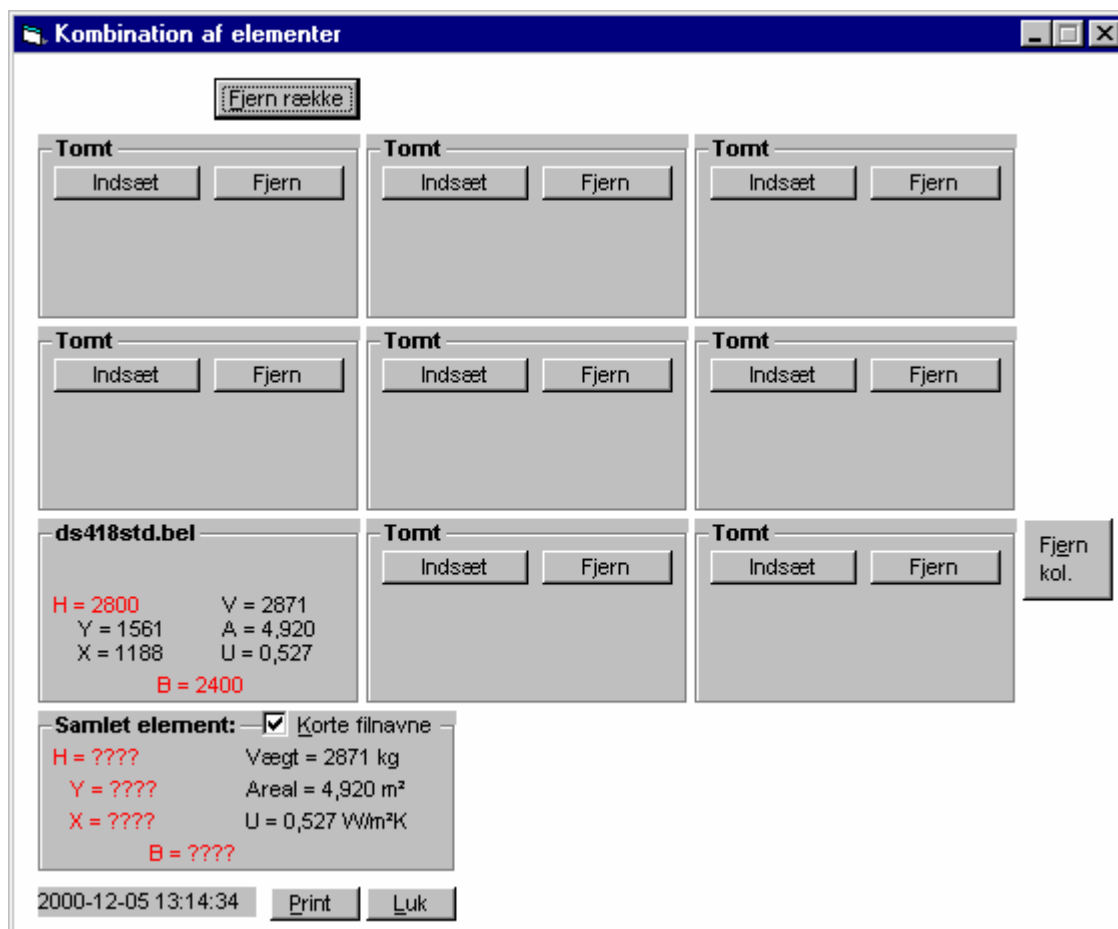 Kombination af elementer
Fjern række
Tomt Tomt Tomt
Indsæt Fjern Indsæt Fjern Indsæt Fjern
Tomt Tomt Tomt
Indsæt Fjern Indsæt Fjern Indsæt Fjern
ds418std.bel Tomt Tomt
Indsæt Fjern Indsæt Fjern
Fjern
kol.
H = 2800 V = 2871
Y = 1561 A = 4,920
X = 1188 U = 0,527
B = 2400
Samlet element: Korte filnavne
H = ???? Vægt = 2871 kg
Y = ???? Areal = 4,920 m²
X = ???? U = 0,527 W/m²K
B = ????
2000-12-05 13:14:34 Print Luk